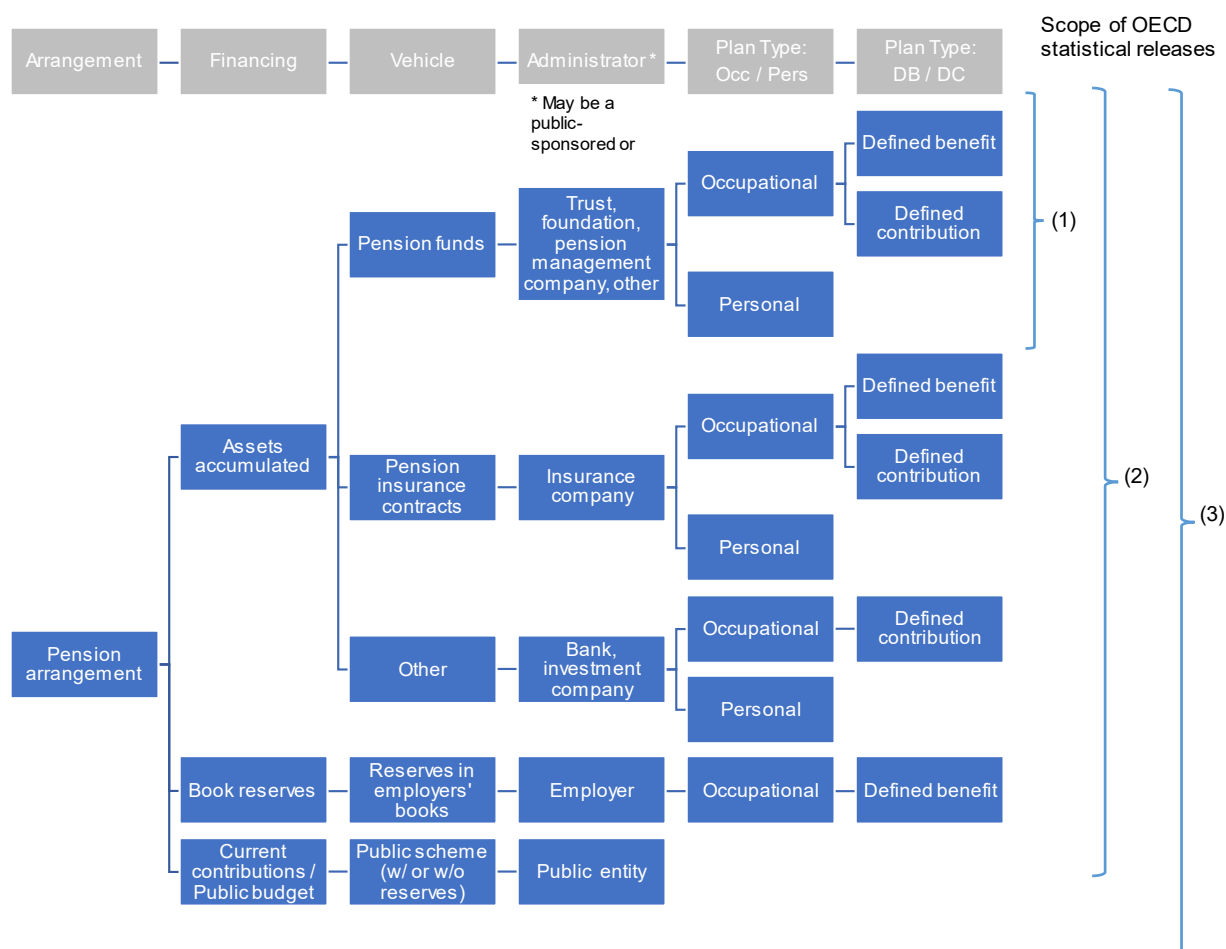 Scope of OECD
statistical releases
Arrangement
Financing
Vehicle
Administrator *
Plan Type:
Occ / Pers
Plan Type:
DB / DC
* May be a
public-
sponsored or
Pension arrangement
Assets
accumulated
Pension funds
Trust,
foundation,
pension
management
company, other
Occupational
Defined benefit
Defined
contribution
Personal
(1)
Pension
insurance
contracts
Insurance
company
Occupational
Defined benefit
Defined
contribution
Personal
(2)
(3)
Other
Bank,
investment
company
Occupational
Defined
contribution
Personal
Book reserves
Reserves in
employers'
books
Employer
Occupational
Defined benefit
Current
contributions /
Public budget
Public scheme
(w/ or w/o
reserves)
Public entity